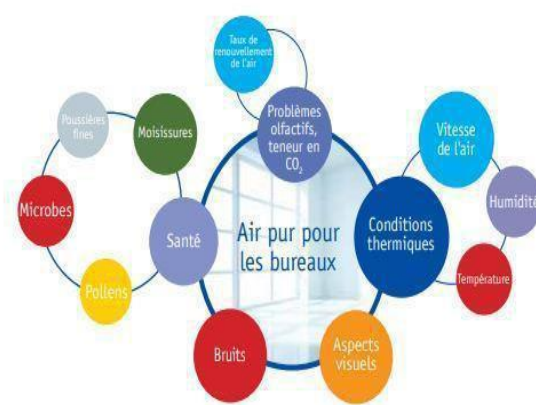 Taux de
renouvellement
de l'air
Problèmes
olfactifs,
teneur en
CO₂
Poussières
fines
Moisissures
Microbes
Santé
Pollens
Air pur pour
les bureaux
Vitesse
de l'air
Humidité
Conditions
thermiques
Température
Bruits
Aspects
visuels